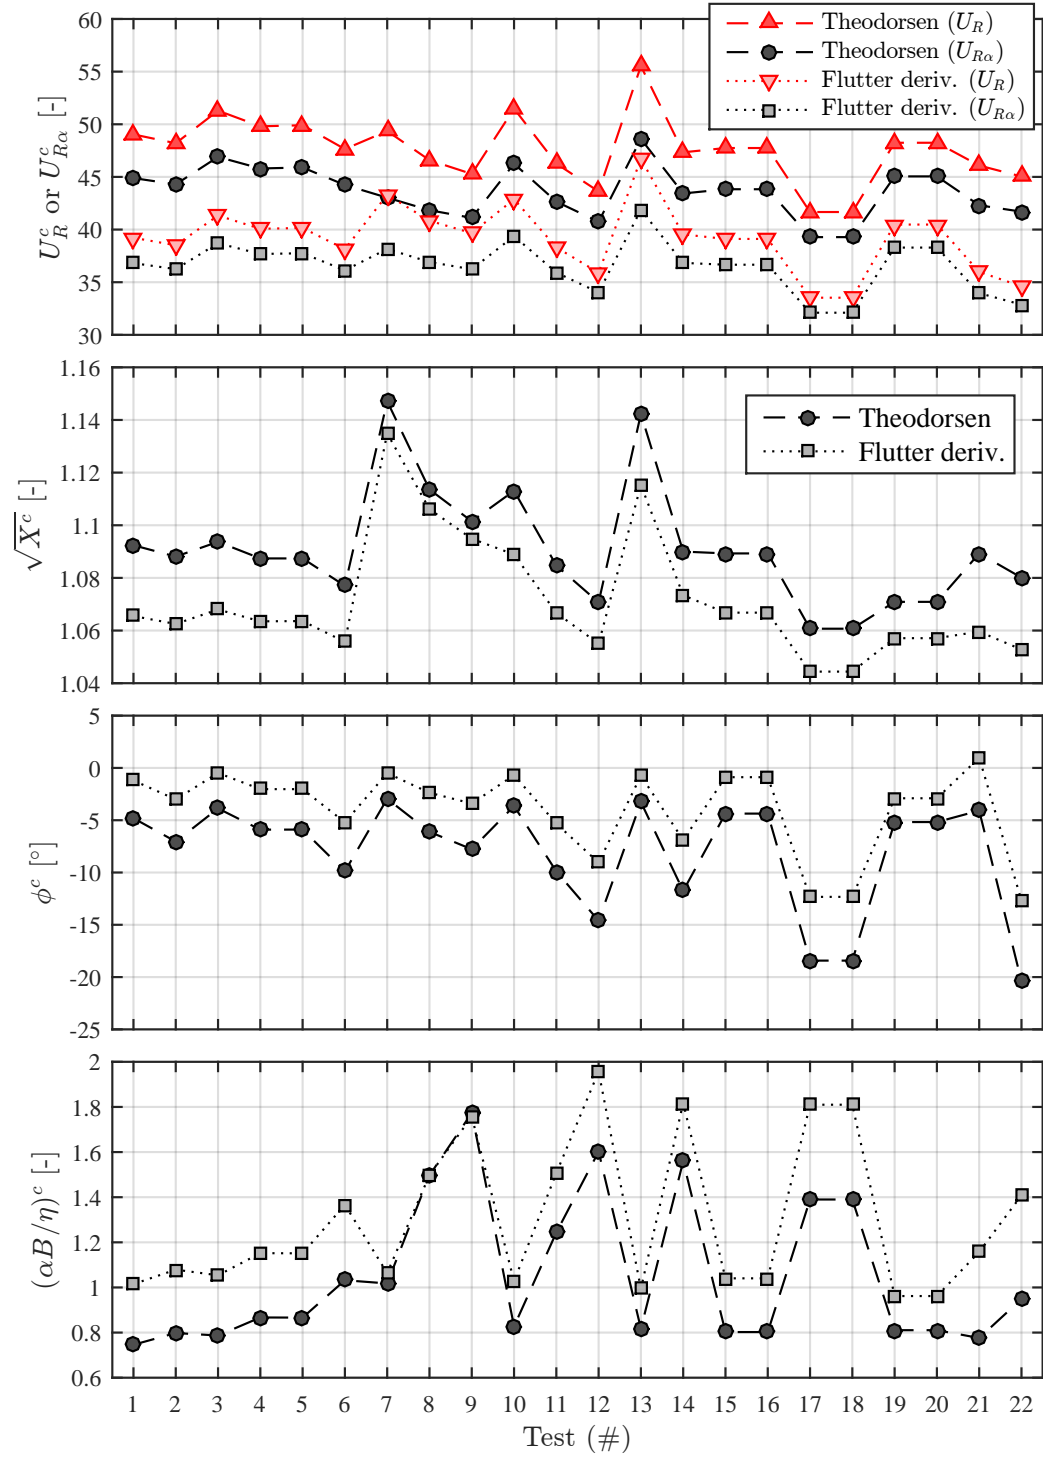 60
55
50
45
40
35
30
U_R^c or U_{Rα}^c [-]
Theodorsen (U_R)
Theodorsen (U_{Rα})
Flutter deriv. (U_R)
Flutter deriv. (U_{Rα})
1.16
1.14
1.12
1.1
1.08
1.06
1.04
√X^c [-]
Theodorsen
Flutter deriv.
5
0
-5
-10
-15
-20
-25
ϕ^c [°]
2
1.8
1.6
1.4
1.2
1
0.8
0.6
(αB/η)^c [-]
1 2 3 4 5 6 7 8 9 10 11 12 13 14 15 16 17 18 19 20 21 22
Test (#)